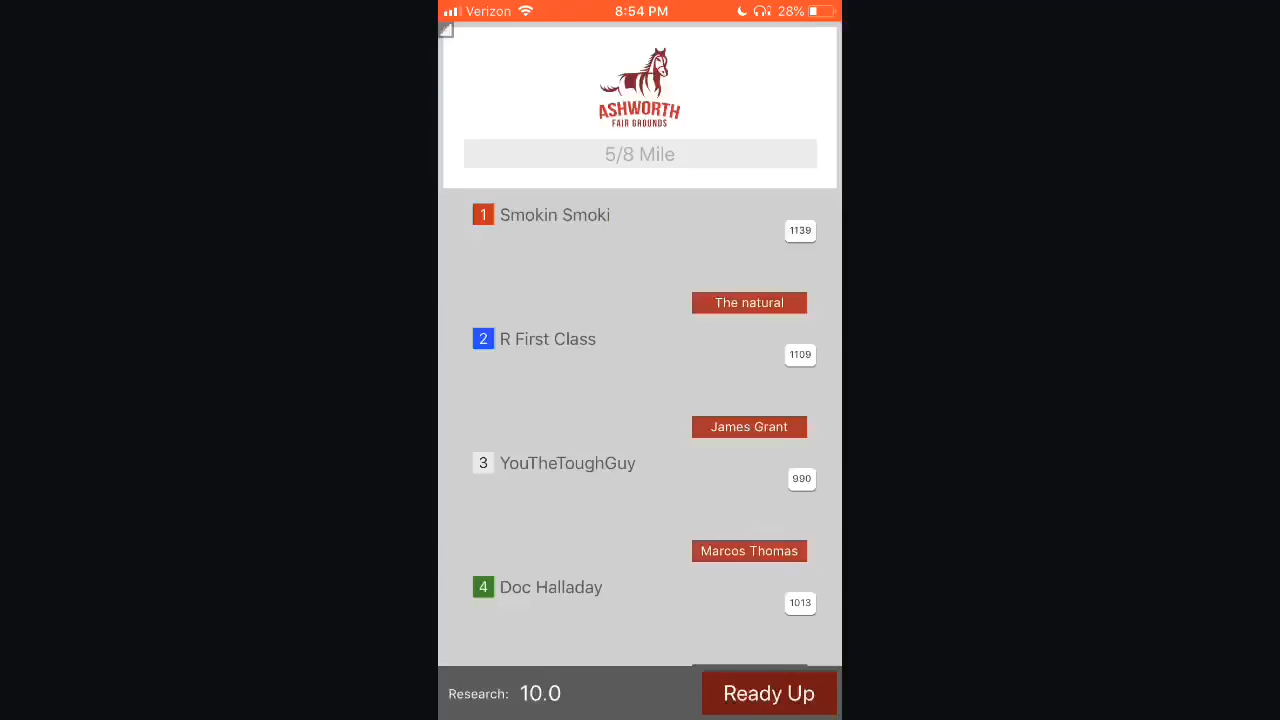 Verizon 8:54 PM 28%
ASHWORTH
FAIR GROUNDS
5/8 Mile
1 Smokin Smoki
1139
The natural
2 R First Class
1109
James Grant
3 YouTheToughGuy
990
Marcos Thomas
4 Doc Halladay
1013
Research: 10.0 Ready Up